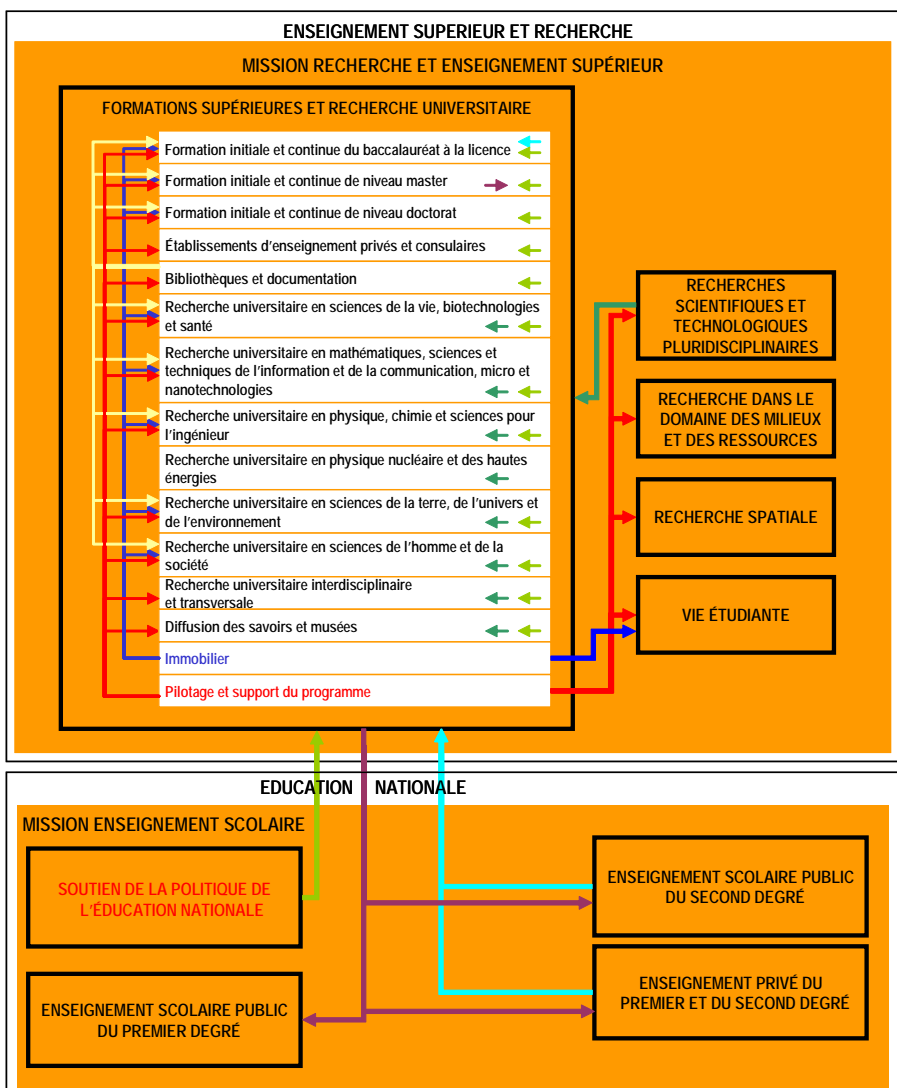 ENSEIGNEMENT SUPERIEUR ET RECHERCHE
MISSION RECHERCHE ET ENSEIGNEMENT SUPÉRIEUR
FORMATIONS SUPÉRIEURES ET RECHERCHE UNIVERSITAIRE
Formation initiale et continue du baccalauréat à la licence
Formation initiale et continue de niveau master
Formation initiale et continue de niveau doctorat
Établissements d'enseignement privés et consulaires
Bibliothèques et documentation
Recherche universitaire en sciences de la vie, biotechnologies
et santé
Recherche universitaire en mathématiques, sciences et
techniques de l'information et de la communication, micro et
nanotechnologies
Recherche universitaire en physique, chimie et sciences pour
l'ingénieur
Recherche universitaire en physique nucléaire et des hautes
énergies
Recherche universitaire en sciences de la terre, de l'univers et
de l'environnement
Recherche universitaire en sciences de l'homme et de la
société
Recherche universitaire interdisciplinaire
et transversale
Diffusion des savoirs et musées
Immobilier
Pilotage et support du programme
RECHERCHES
SCIENTIFIQUES ET
TECHNOLOGIQUES
PLURIDISCIPLINAIRES
RECHERCHE DANS LE
DOMAINE DES MILIEUX
ET DES RESSOURCES
RECHERCHE SPATIALE
VIE ÉTUDIANTE
EDUCATION NATIONALE
MISSION ENSEIGNEMENT SCOLAIRE
SOUTIEN DE LA POLITIQUE DE
L'ÉDUCATION NATIONALE
ENSEIGNEMENT SCOLAIRE PUBLIC
DU SECOND DEGRÉ
ENSEIGNEMENT SCOLAIRE PUBLIC
DU PREMIER DEGRÉ
ENSEIGNEMENT PRIVÉ DU
PREMIER ET DU SECOND DEGRÉ